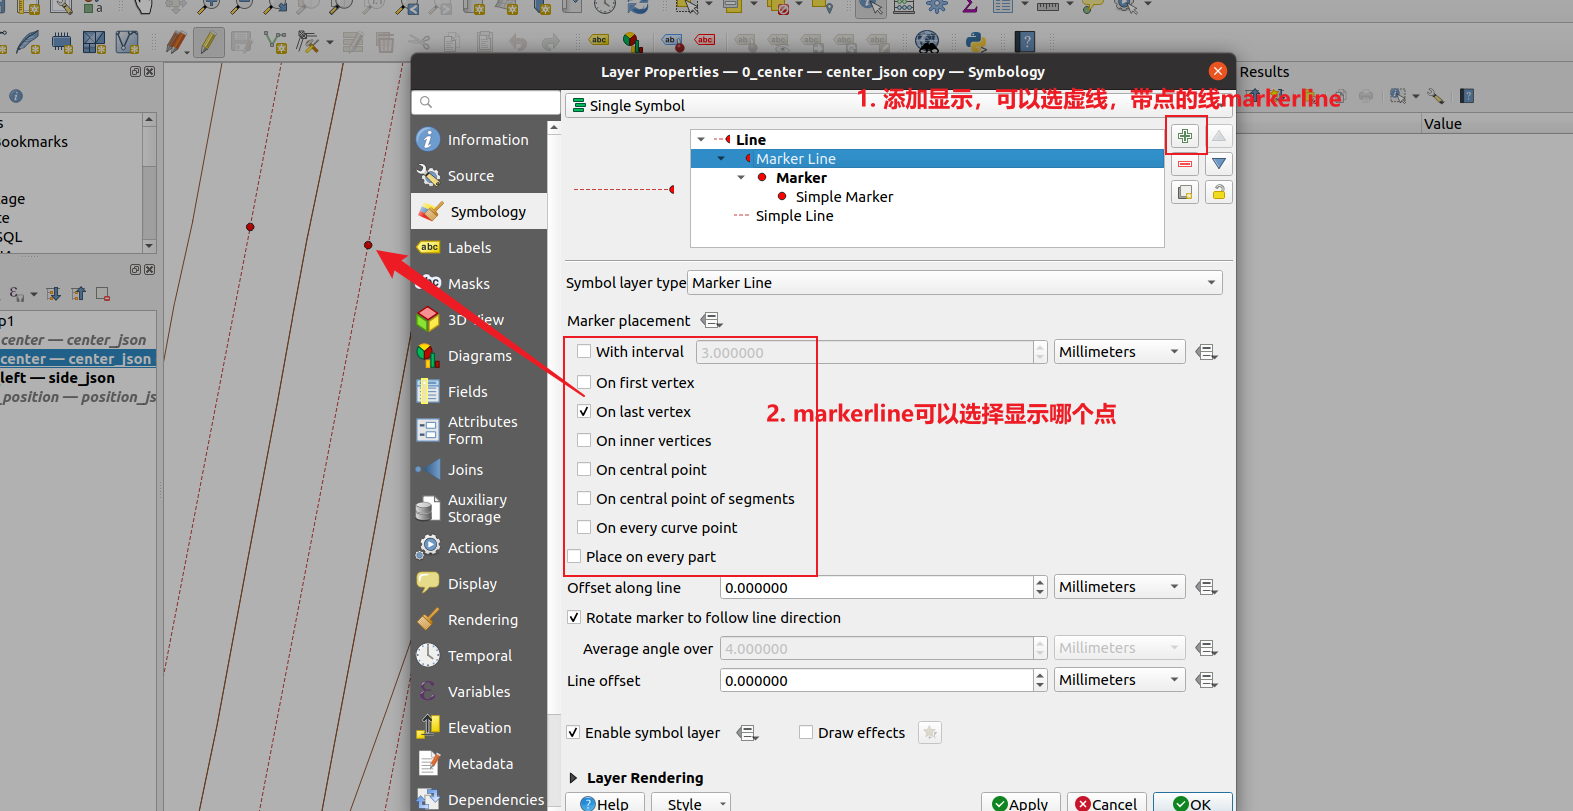 abc
ab
abc
Layer Properties — 0_center — center_json copy — Symbology
Results
1. 添加显示，可以选虚线，带点的线markerline
Value
ookmarks
age
SQL
p1
center — center_json
center — center_json
left — side_json
_position — position_js
Information
Source
Symbology
Labels
Masks
3D View
Diagrams
Fields
Attributes
Form
Joins
Auxiliary
Storage
Actions
Display
Rendering
Temporal
Variables
Elevation
Metadata
Dependencies
Single Symbol
Line
Marker Line
Marker
Simple Marker
Simple Line
Symbol layer type Marker Line
Marker placement
With interval 3.000000 Millimeters
On first vertex
On last vertex
2. markerline可以选择显示哪个点
On inner vertices
On central point
On central point of segments
On every curve point
Place on every part
Offset along line 0.000000 Millimeters
Rotate marker to follow line direction
Average angle over 4.000000 Millimeters
Line offset 0.000000 Millimeters
Enable symbol layer Draw effects
Layer Rendering
Help Style Apply Cancel OK